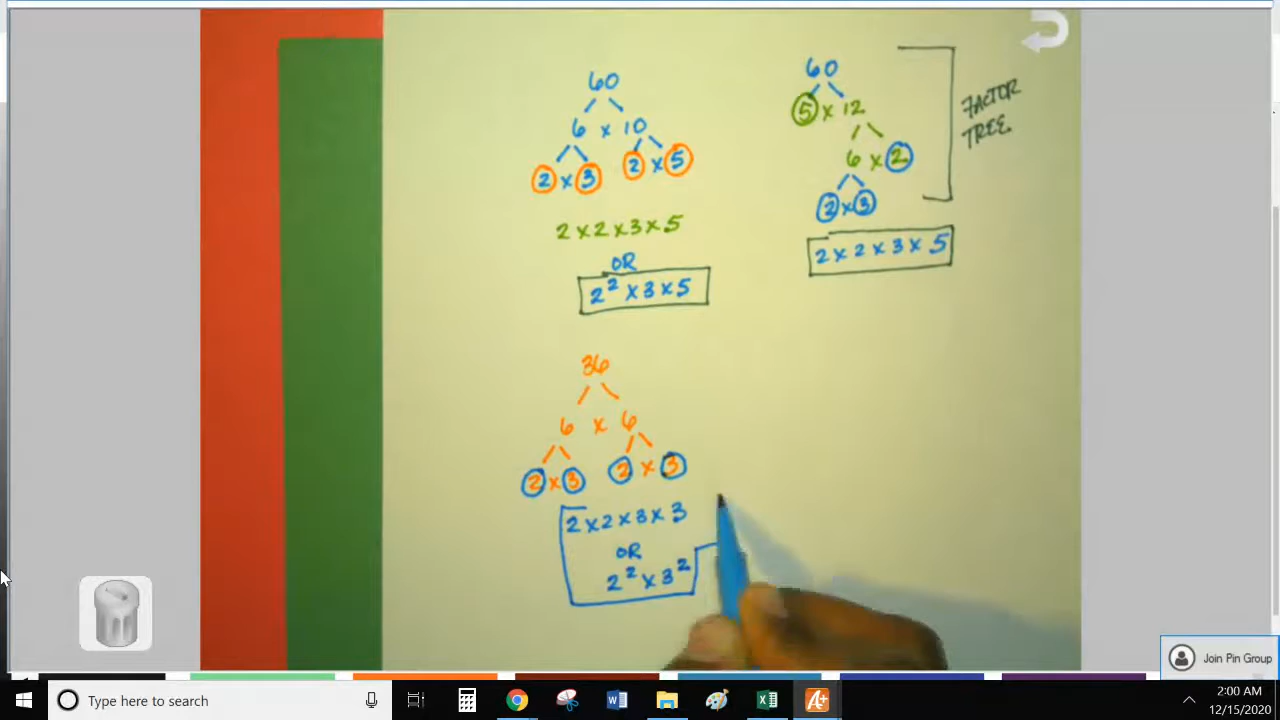 60
6 x 10
2 x 3 2 x 5
2 x 2 x 3 x 5
OR
2² x 3 x 5
60
5 x 12
6 x 2
2 x 3
2 x 2 x 3 x 5
FACTOR
TREE
36
6 x 6
2 x 3 2 x 3
2 x 2 x 3 x 3
OR
2² x 3²
Join Pin Group
Type here to search
W
X
A+
2:00 AM
12/15/2020